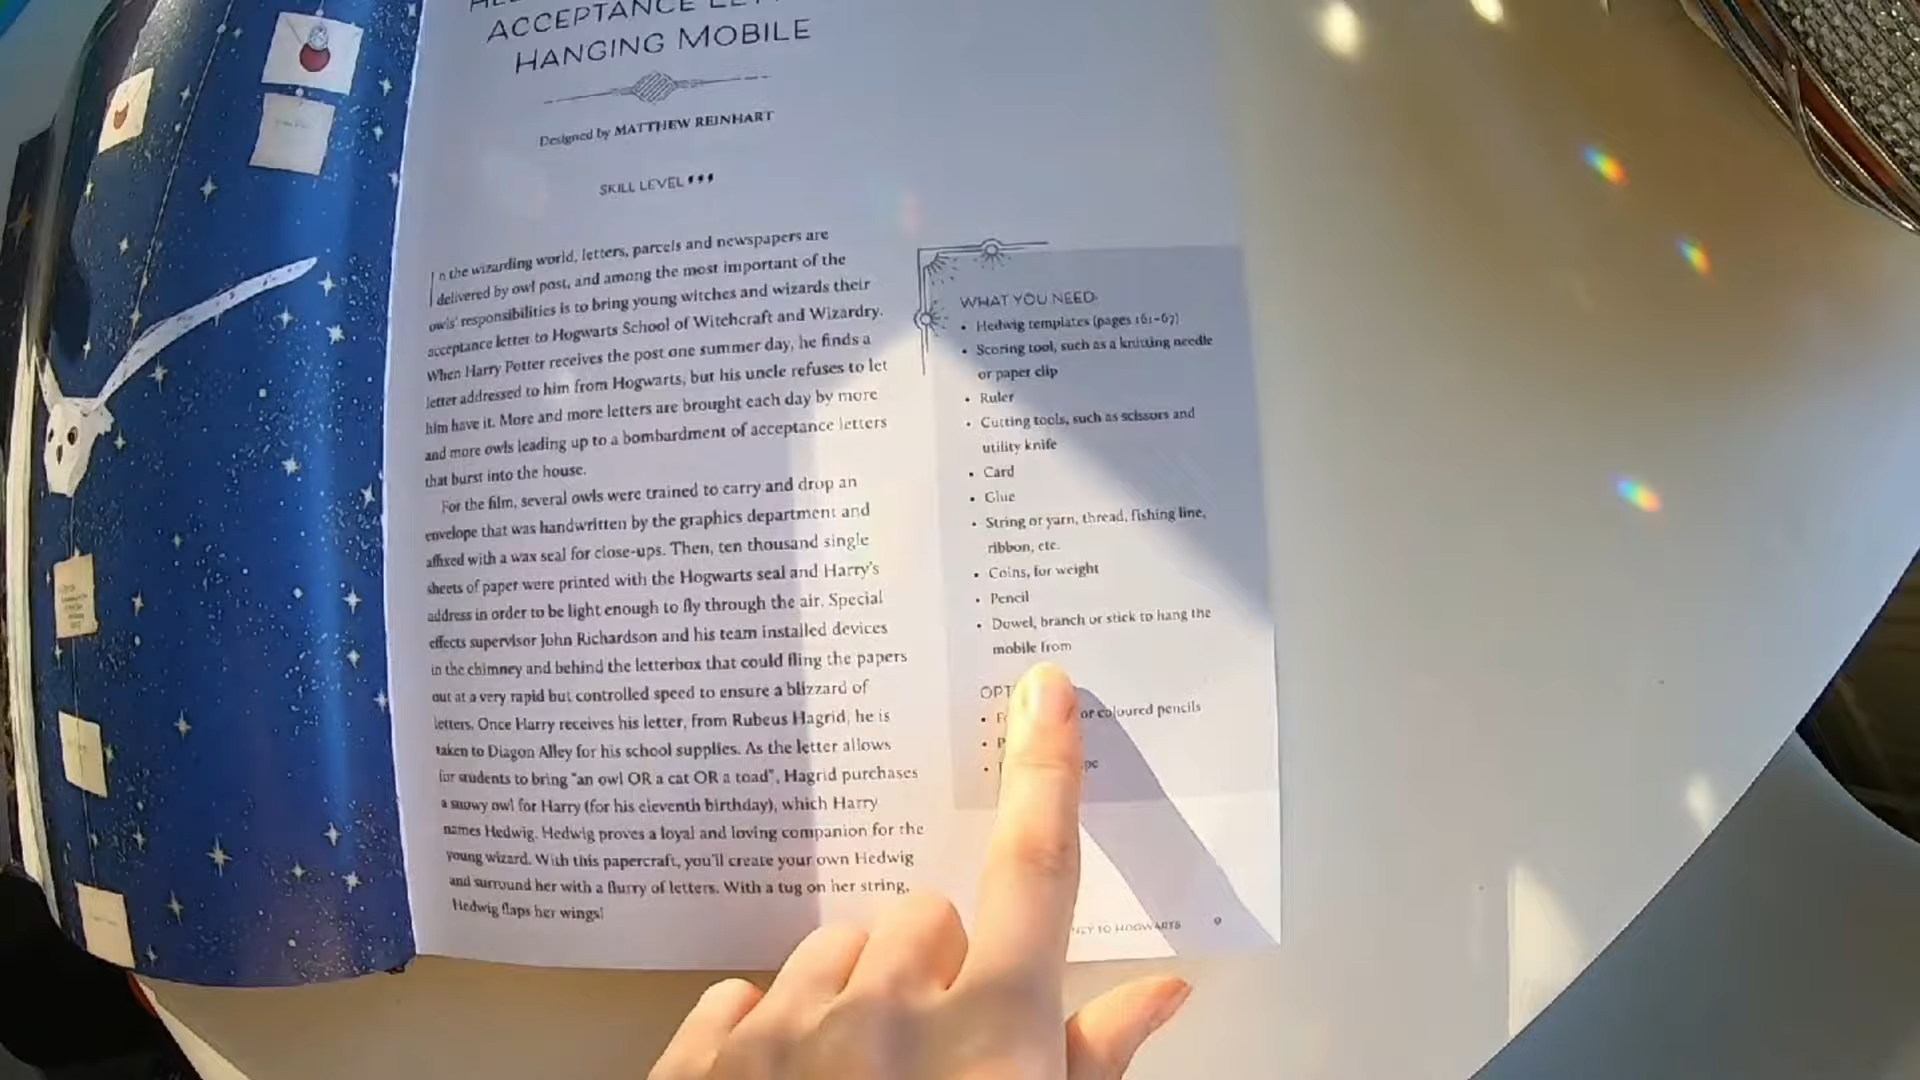 ACCEPTANCE
HANGING MOBILE
Designed by MATTHEW REINHART
SKILL LEVEL
In the wizarding world, letters, parcels and newspapers are
delivered by owl post, and among the most important of the
owls' responsibilities is to bring young witches and wizards their
acceptance letter to Hogwarts School of Witchcraft and Wizardry.
When Harry Potter receives the post one summer day, he finds a
letter addressed to him from Hogwarts, but his uncle refuses to let
him have it. More and more letters are brought each day by more
and more owls leading up to a bombardment of acceptance letters
that burst into the house.
For the film, several owls were trained to carry and drop an
envelope that was handwritten by the graphics department and
affixed with a wax seal for close-ups. Then, ten thousand single
sheets of paper were printed with the Hogwarts seal and Harry's
address in order to be light enough to fly through the air. Special
effects supervisor John Richardson and his team installed devices
in the chimney and behind the letterbox that could fling the papers
out at a very rapid but controlled speed to ensure a blizzard of
letters. Once Harry receives his letter, from Rubeus Hagrid, he is
taken to Diagon Alley for his school supplies. As the letter allows
for students to bring "an owl OR a cat OR a toad", Hagrid purchases
a snowy owl for Harry (for his eleventh birthday), which Harry
names Hedwig. Hedwig proves a loyal and loving companion for the
young wizard. With this papercraft, you'll create your own Hedwig
and surround her with a flurry of letters. With a tug on her string,
Hedwig flaps her wings!
WHAT YOU NEED:
• Hedwig templates (pages 161–67)
• Scoring tool, such as a knitting needle
or paper clip
• Ruler
• Cutting tools, such as scissors and
utility knife
• Card
• Glue
• String or yarn, thread, fishing line,
ribbon, etc.
• Coins, for weight
• Pencil
• Dowel, branch or stick to hang the
mobile from
or coloured pencils
TO HOGWARTS 9